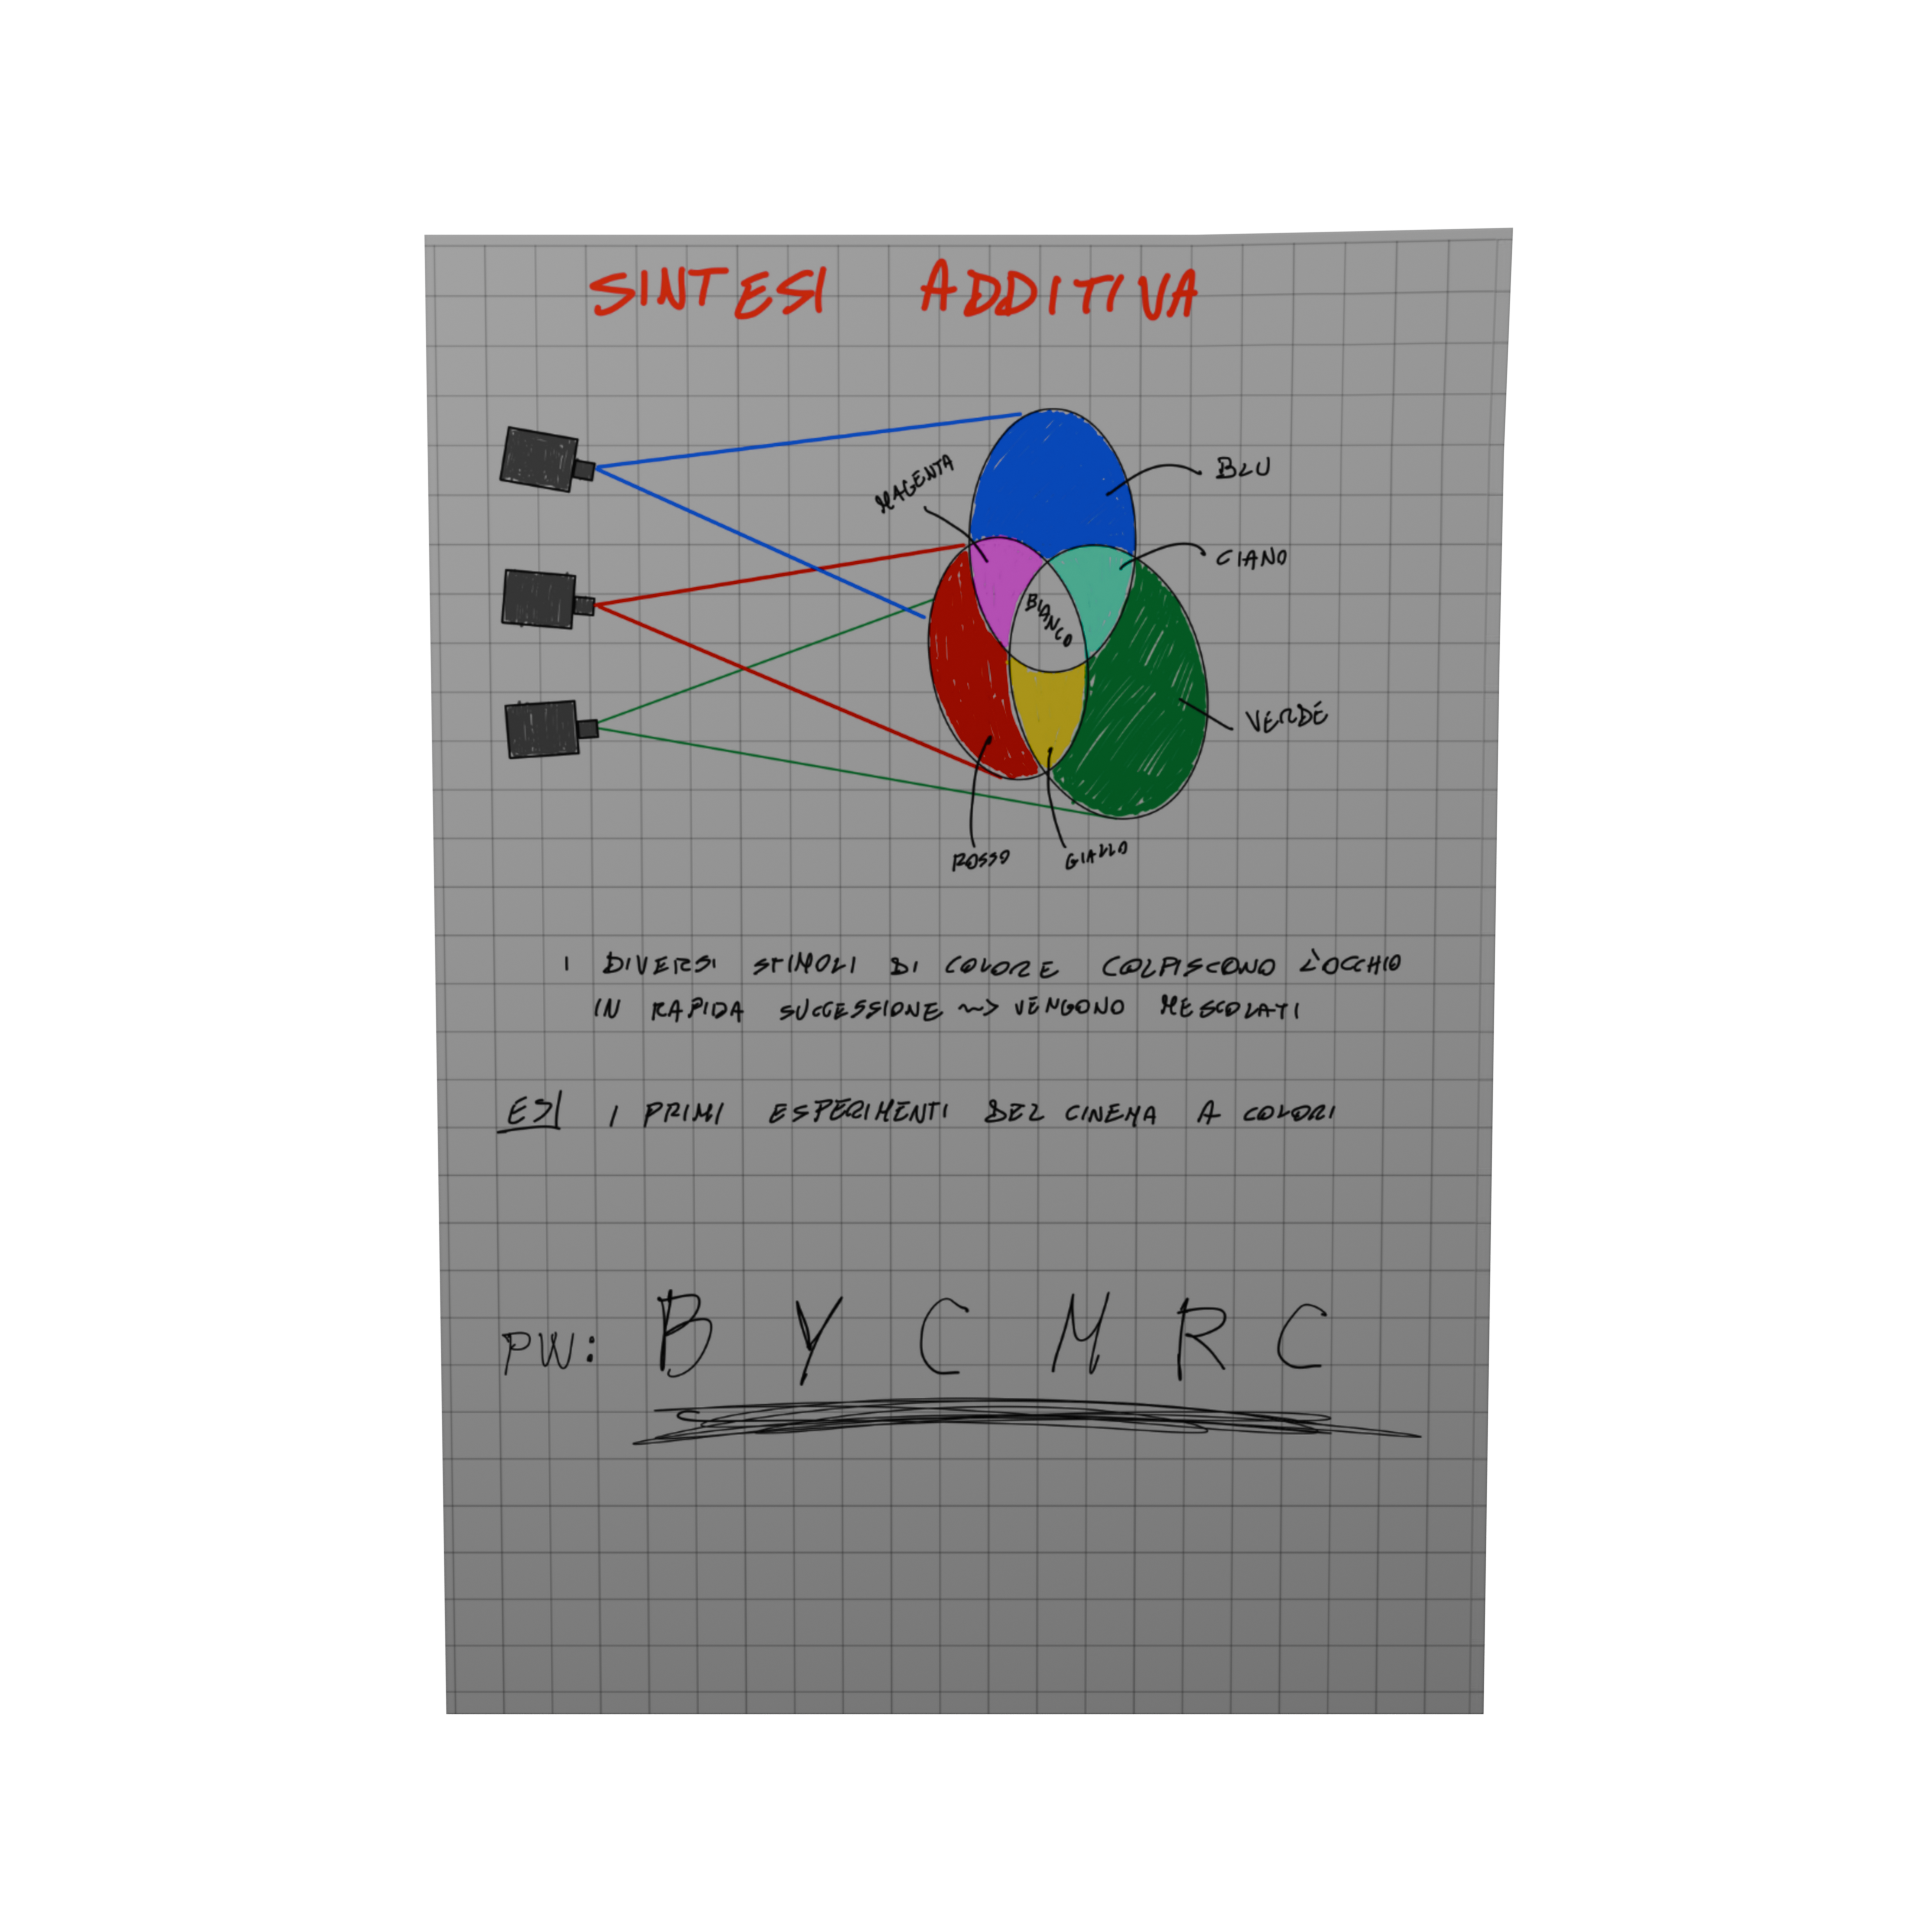 SINTESI ADDITIVA
MAGENTA
BLU
CIANO
BIANCO
VERDE
ROSSO
GIALLO
I DIVERSI STIMOLI DI COLORE COLPISCONO L'OCCHIO
IN RAPIDA SUCCESSIONE ~> VENGONO MESCOLATI
ES| I PRIMI ESPERIMENTI DEL CINEMA A COLORI
PW: B Y C M R C